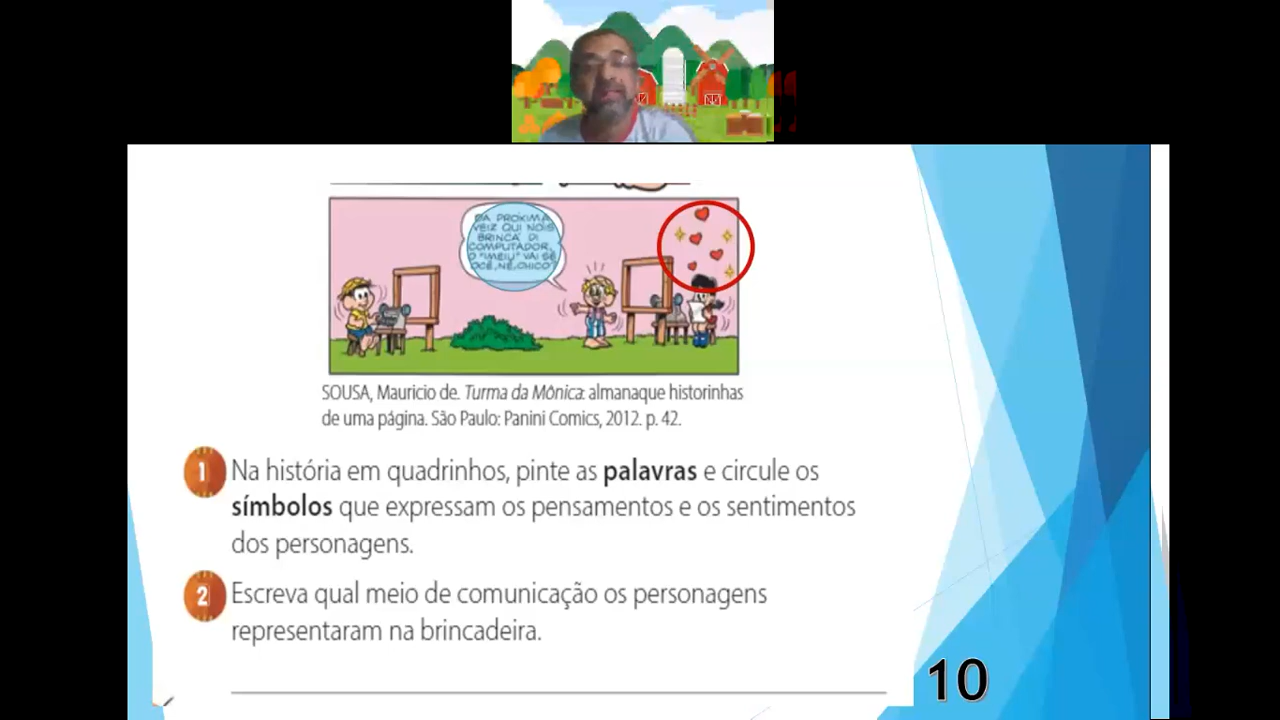 DA PRÓXIMA
VEIZ QUI NÓIS
BRINCÁ DI
COMPUTADOR,
O "IMEIU" VAI SÊ
OCÊ, NÉ, CHICO?
SOUSA, Mauricio de. Turma da Mônica: almanaque historinhas
de uma página. São Paulo: Panini Comics, 2012. p. 42.
1 Na história em quadrinhos, pinte as palavras e circule os
símbolos que expressam os pensamentos e os sentimentos
dos personagens.
2 Escreva qual meio de comunicação os personagens
representaram na brincadeira.
10